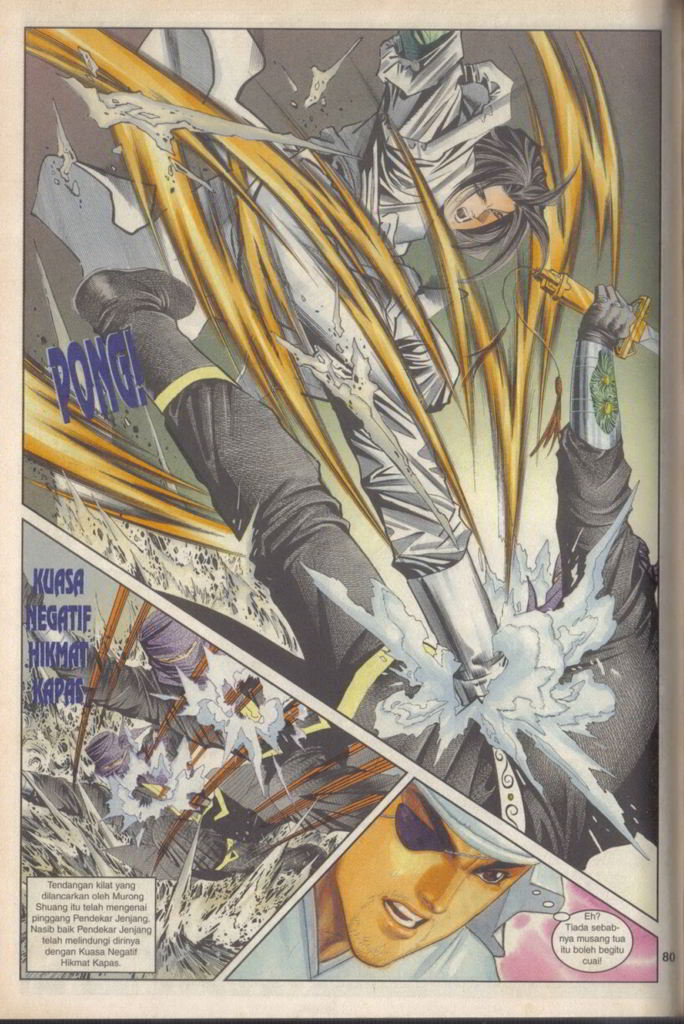 PONG!
KUASA
NEGATIF
HIKMAT
KAPAS
Tendangan kilat yang
dilancarkan oleh Murong
Shuang itu telah mengenai
pinggang Pendekar Jenjang.
Nasib baik Pendekar Jenjang
telah melindungi dirinya
dengan Kuasa Negatif
Hikmat Kapas.
Eh?
Tiada sebab-
nya musang tua
itu boleh begitu
cuai!
80